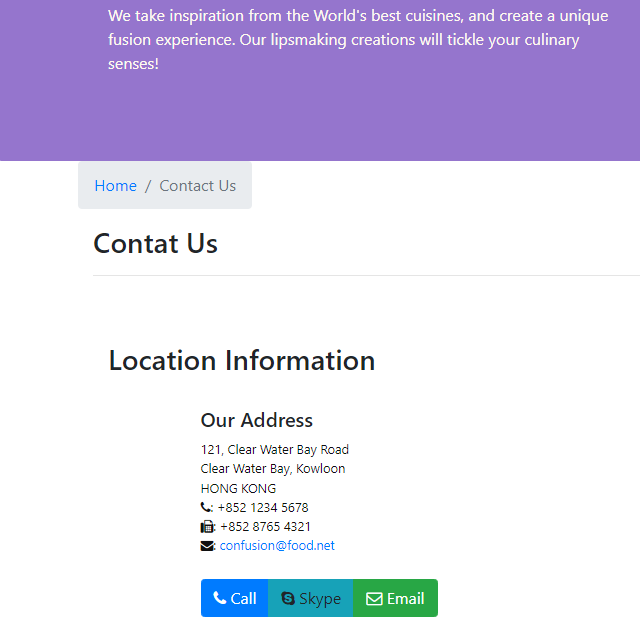 We take inspiration from the World's best cuisines, and create a unique
fusion experience. Our lipsmaking creations will tickle your culinary
senses!
Home / Contact Us
Contat Us
Location Information
Our Address
121, Clear Water Bay Road
Clear Water Bay, Kowloon
HONG KONG
: +852 1234 5678
: +852 8765 4321
: confusion@food.net
Call Skype Email